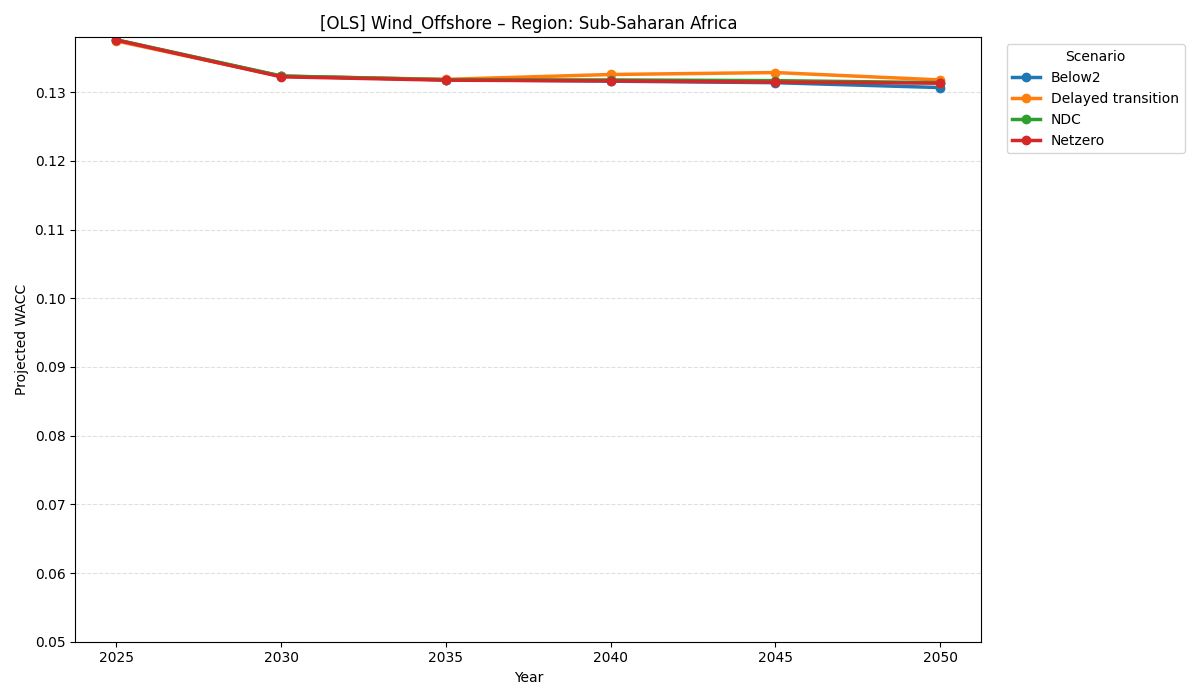 [OLS] Wind_Offshore – Region: Sub-Saharan Africa
Scenario
Below2
Delayed transition
NDC
Netzero
Projected WACC
0.13
0.12
0.11
0.10
0.09
0.08
0.07
0.06
0.05
2025 2030 2035 2040 2045 2050
Year